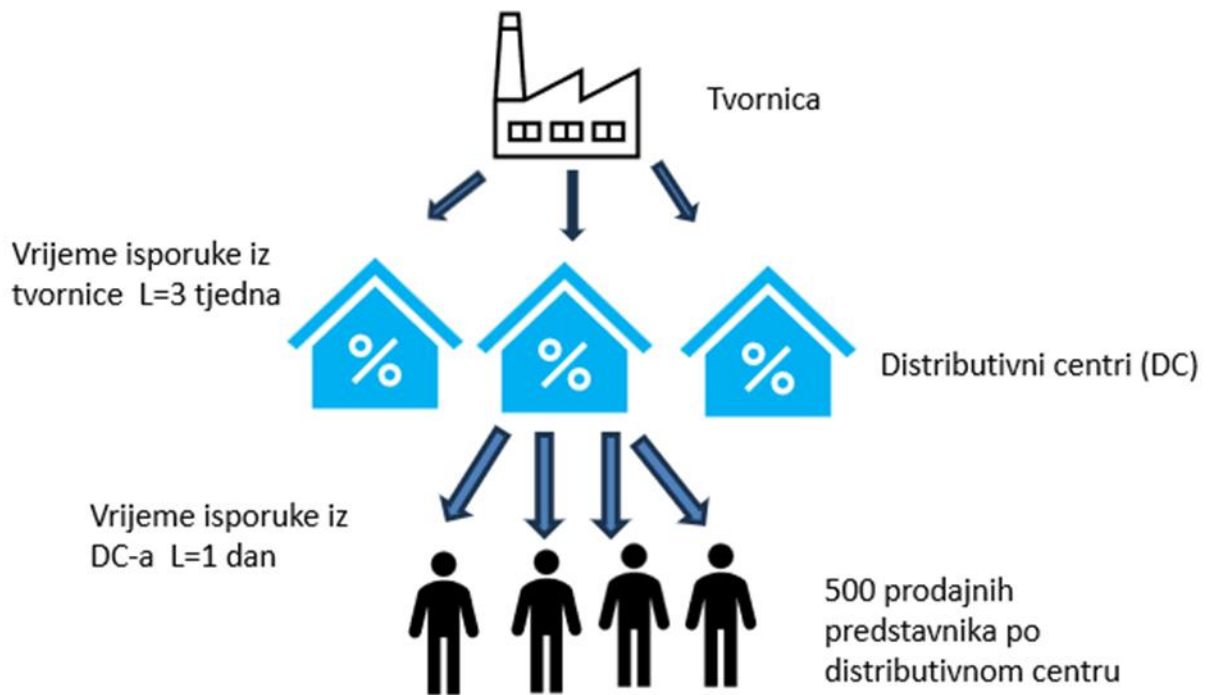 Tvornica
Vrijeme isporuke iz
tvornice L=3 tjedna
%
%
%
Distributivni centri (DC)
Vrijeme isporuke iz
DC-a L=1 dan
500 prodajnih
predstavnika po
distributivnom centru